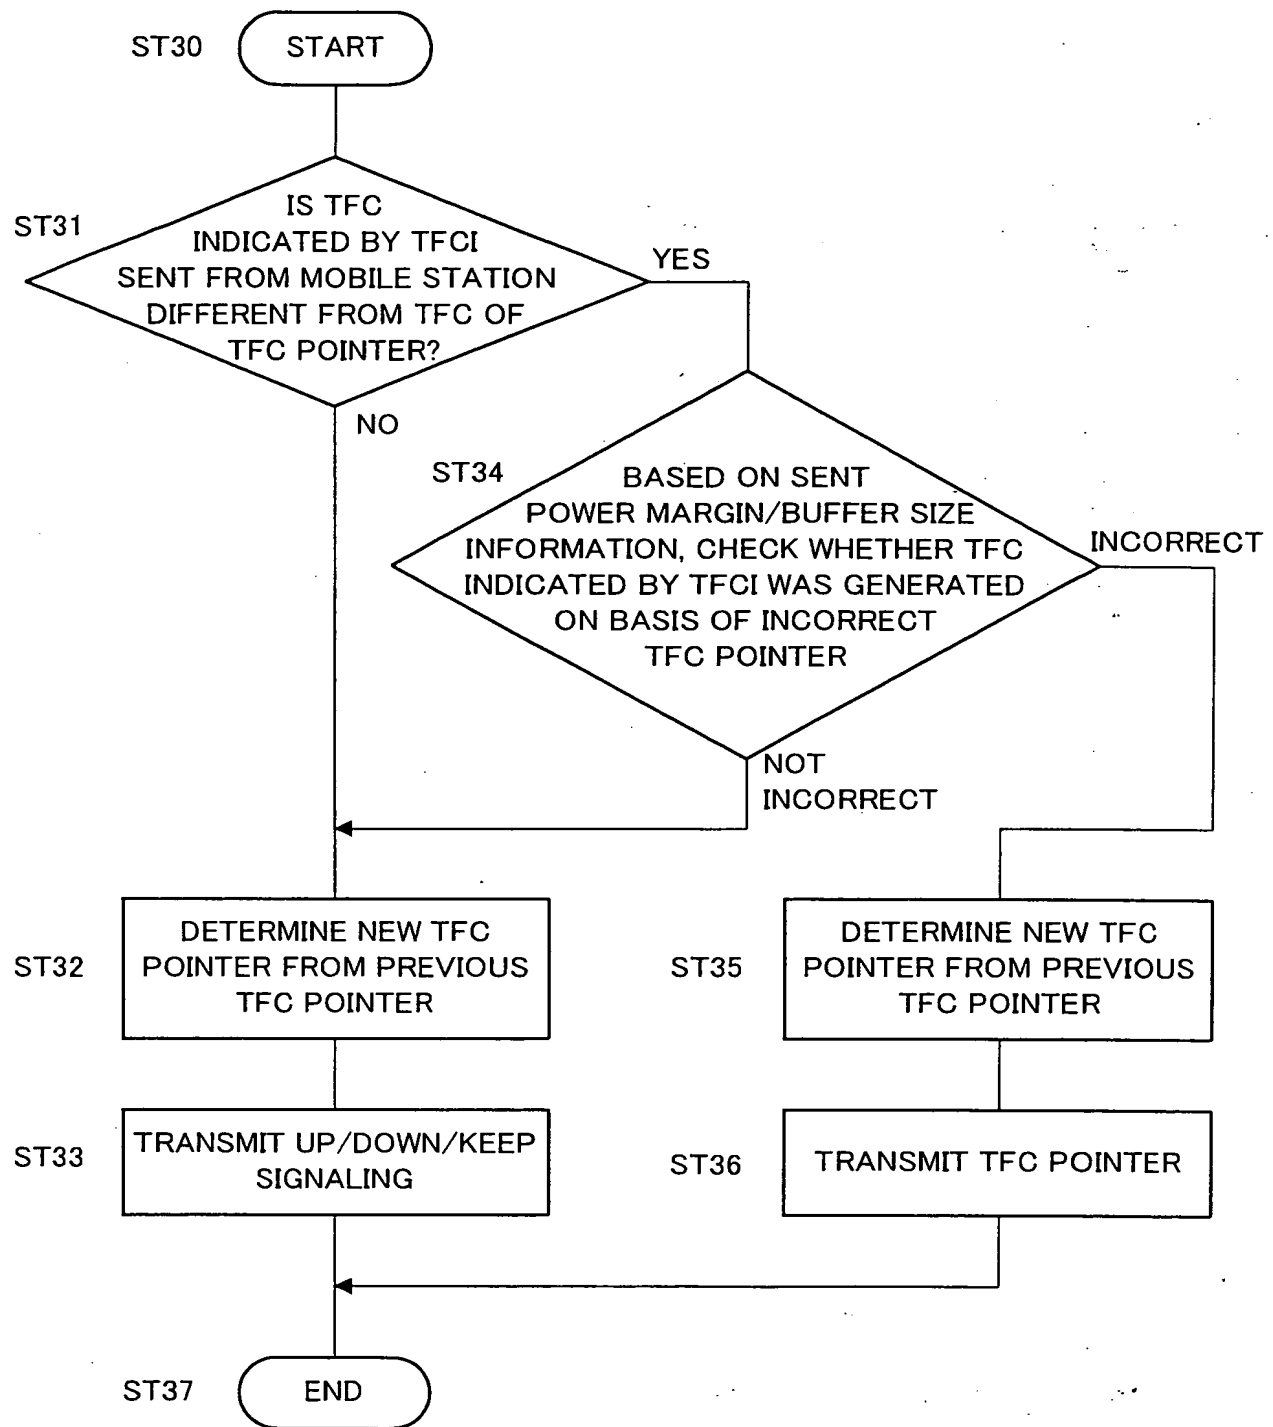 ST30
START
ST31
IS TFC
INDICATED BY TFCI
SENT FROM MOBILE STATION
DIFFERENT FROM TFC OF
TFC POINTER?
YES
NO
ST34
BASED ON SENT
POWER MARGIN/BUFFER SIZE
INFORMATION, CHECK WHETHER TFC
INDICATED BY TFCI WAS GENERATED
ON BASIS OF INCORRECT
TFC POINTER
INCORRECT
NOT
INCORRECT
ST32
DETERMINE NEW TFC
POINTER FROM PREVIOUS
TFC POINTER
ST35
DETERMINE NEW TFC
POINTER FROM PREVIOUS
TFC POINTER
ST33
TRANSMIT UP/DOWN/KEEP
SIGNALING
ST36
TRANSMIT TFC POINTER
ST37
END